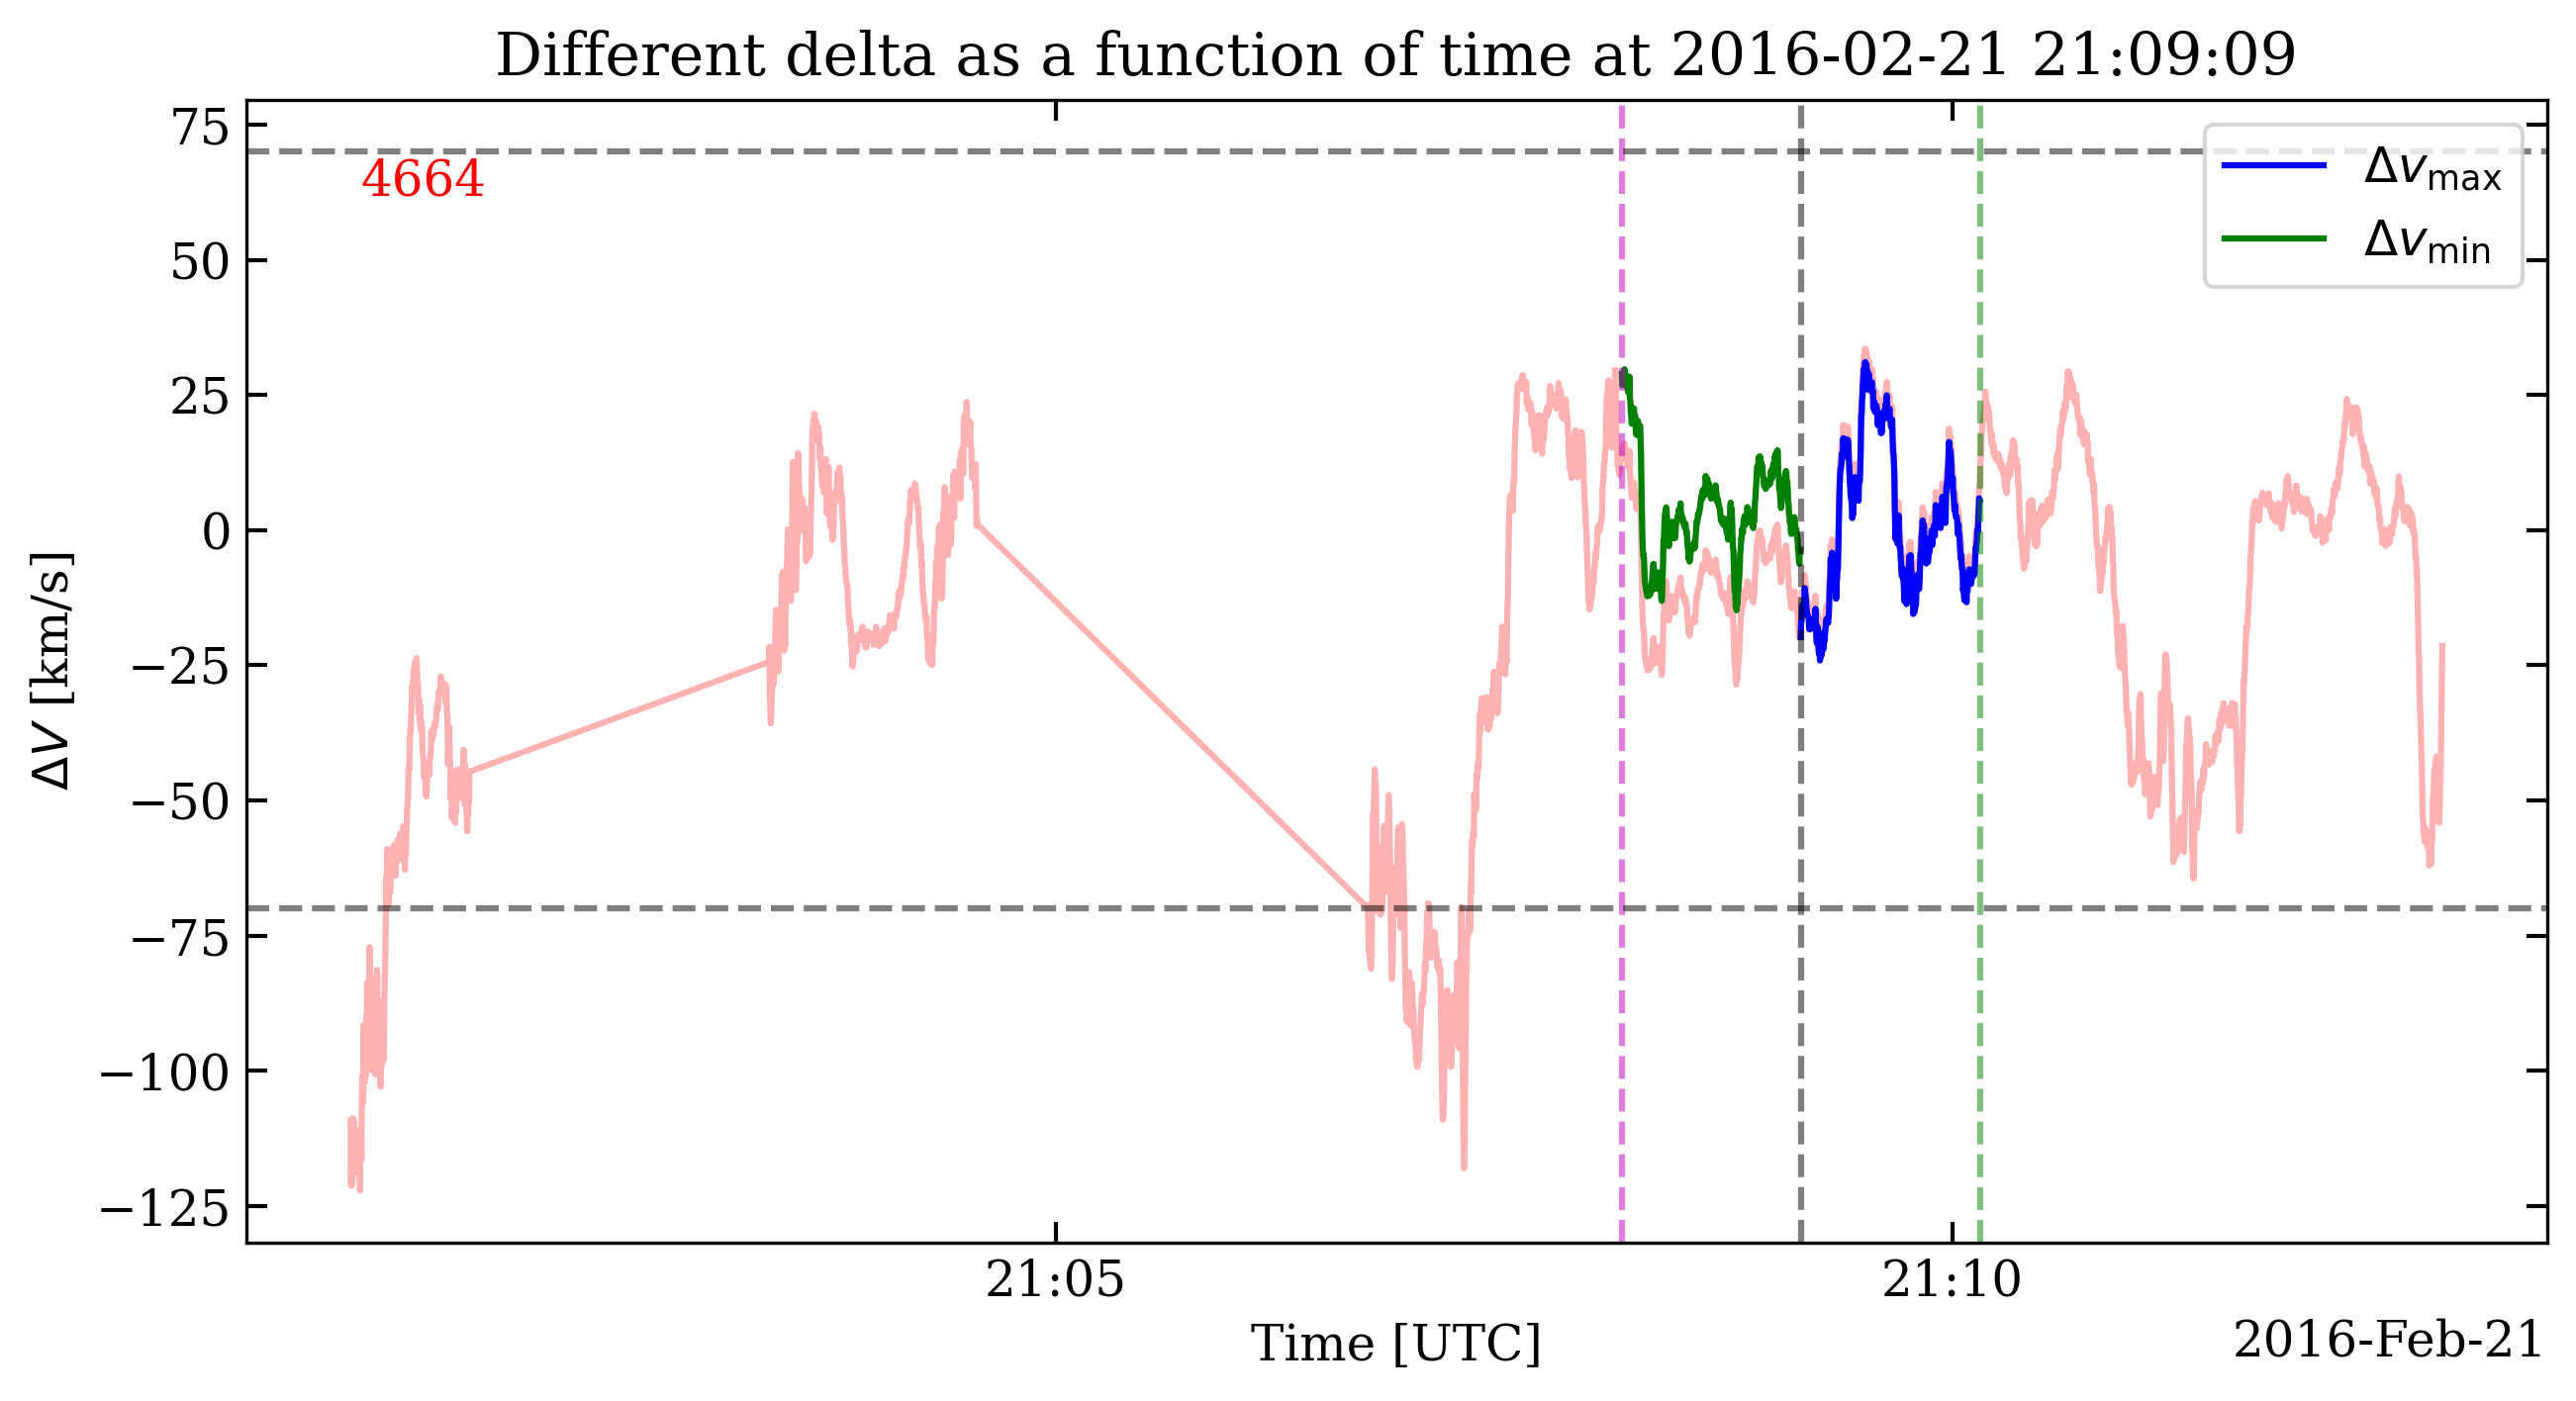 Different delta as a function of time at 2016-02-21 21:09:09
75
50
25
0
−25
−50
−75
−100
−125
ΔV [km/s]
4664
Δvmax
Δvmin
21:05
21:10
Time [UTC]
2016-Feb-21